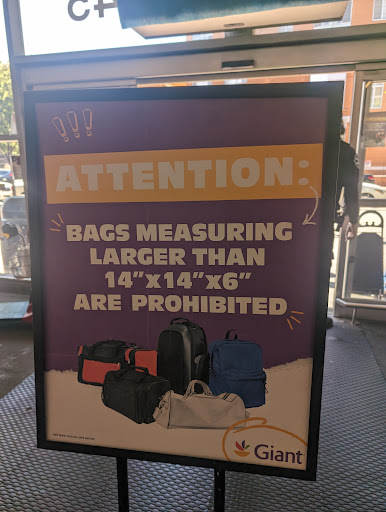 ATTENTION:
BAGS MEASURING
LARGER THAN
14"x14"x6"
ARE PROHIBITED
Giant